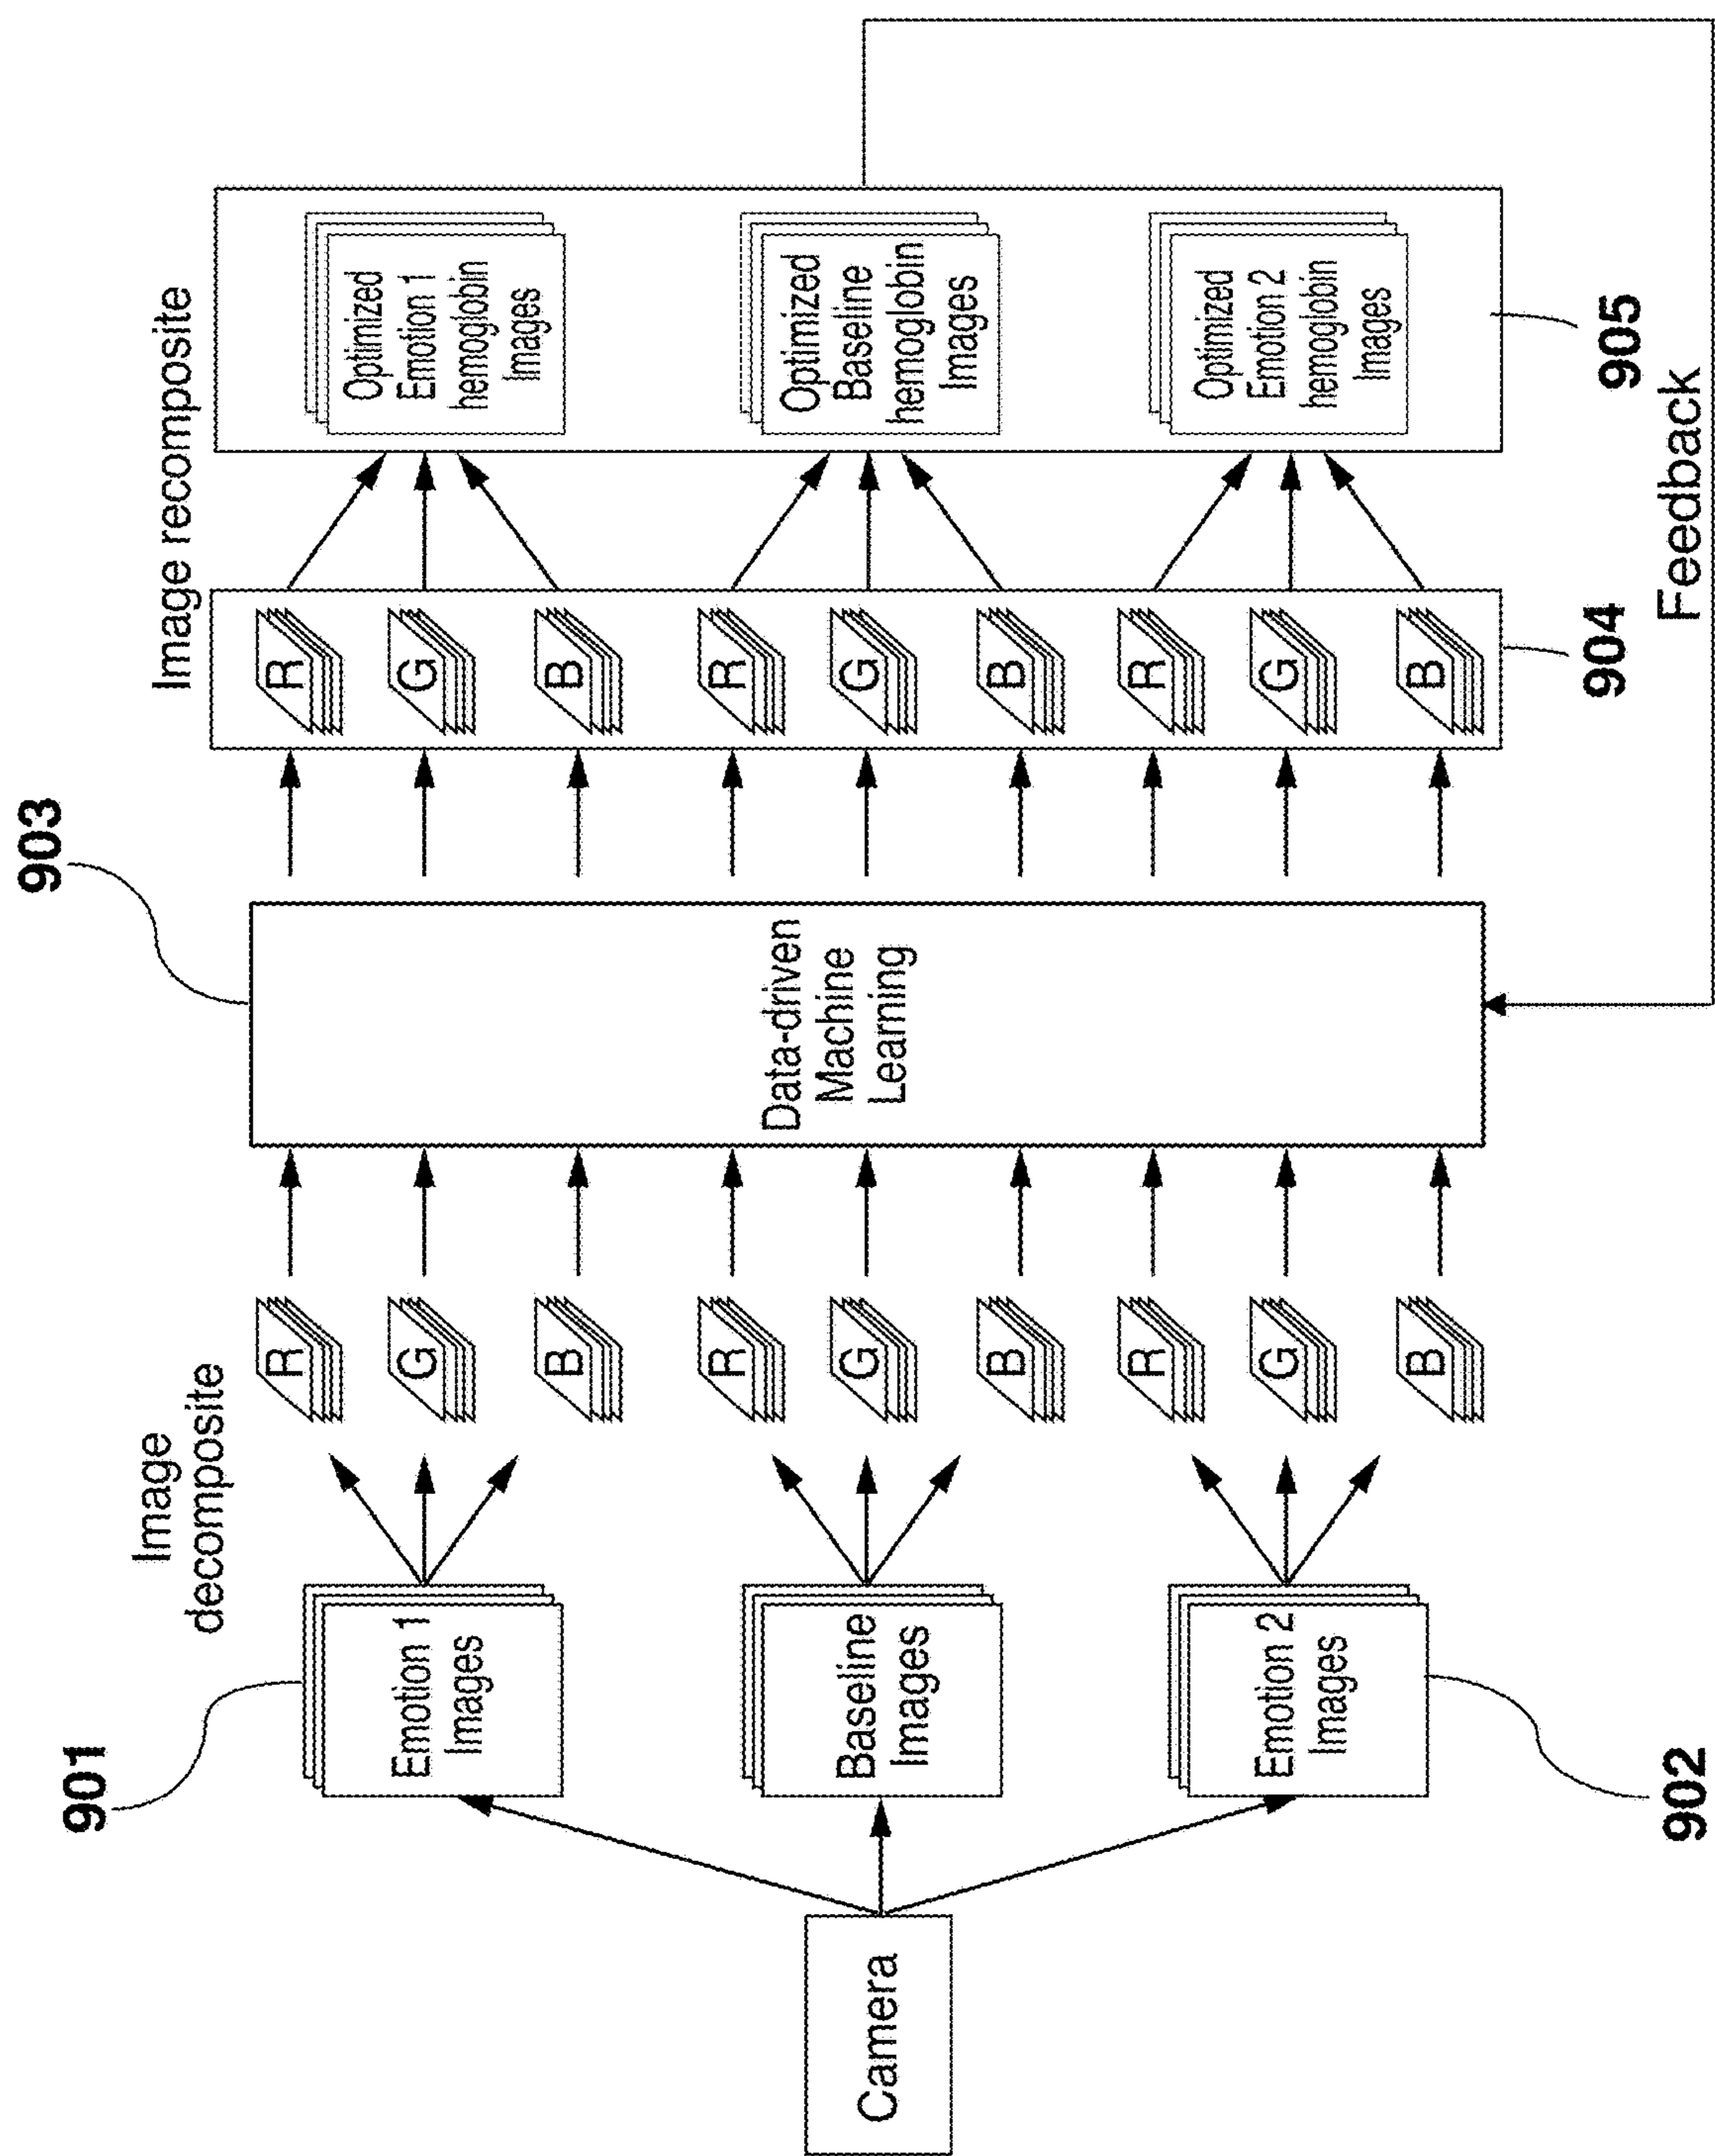 903
901
Image
decomposite
Image recomposite
Camera
Emotion 1
Images
R
G
B
R
G
B
Optimized
Emotion 1
hemoglobin
Images
Baseline
Images
R
G
B
Data-driven
Machine
Learning
R
G
B
Optimized
Baseline
hemoglobin
Images
Emotion 2
Images
R
G
B
R
G
B
Optimized
Emotion 2
hemoglobin
Images
902
904
905
Feedback